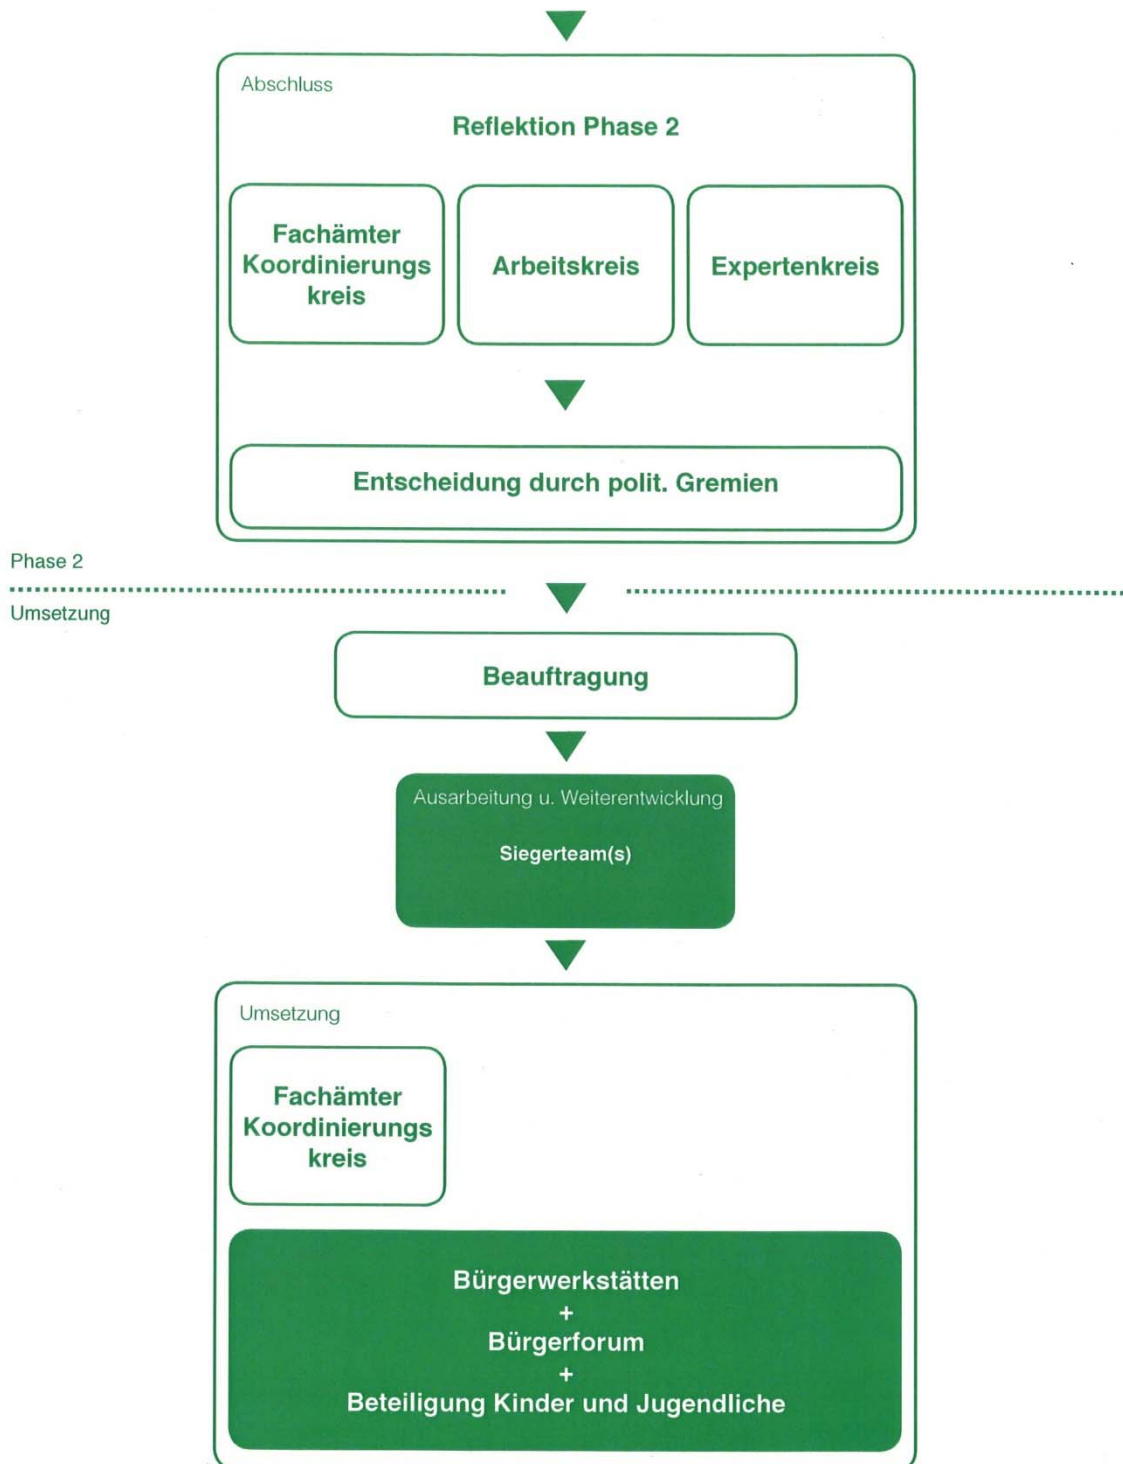 Abschluss
Reflektion Phase 2
Fachämter
Koordinierungs
kreis
Arbeitskreis
Expertenkreis
Entscheidung durch polit. Gremien
Phase 2
Umsetzung
Beauftragung
Ausarbeitung u. Weiterentwicklung
Siegerteam(s)
Umsetzung
Fachämter
Koordinierungs
kreis
Bürgerwerkstätten
+
Bürgerforum
+
Beteiligung Kinder und Jugendliche